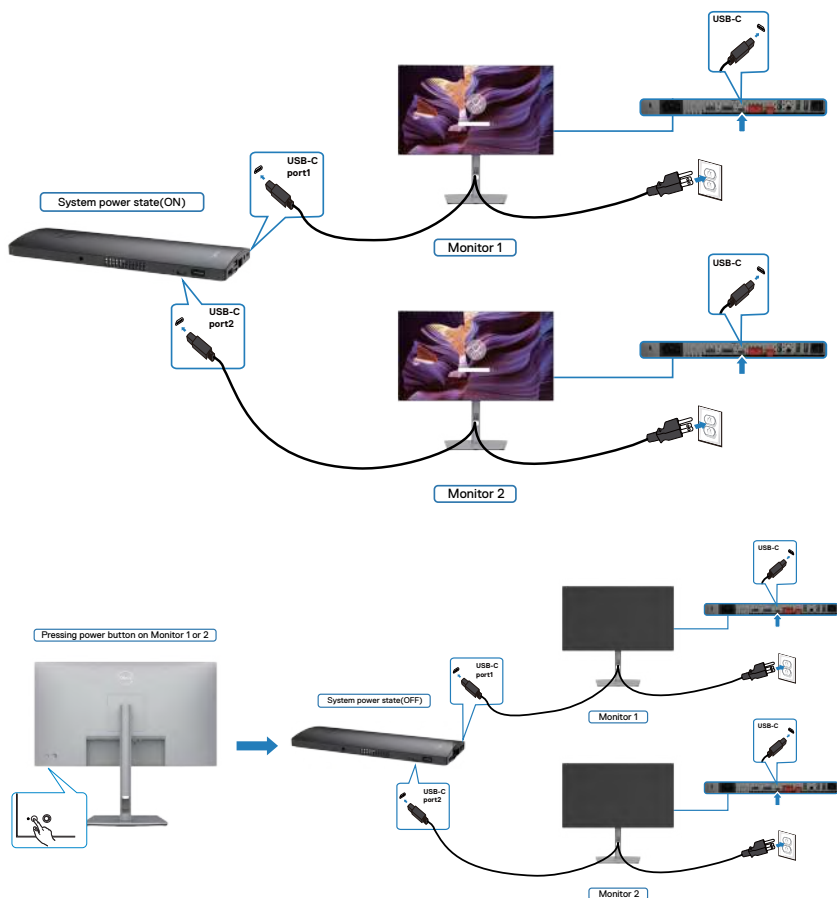 USB-C
USB-C
port1
System power state(ON)
Monitor 1
USB-C
USB-C
port2
Monitor 2
USB-C
Pressing power button on Monitor 1 or 2
USB-C
port1
System power state(OFF)
Monitor 1
USB-C
USB-C
port2
Monitor 2